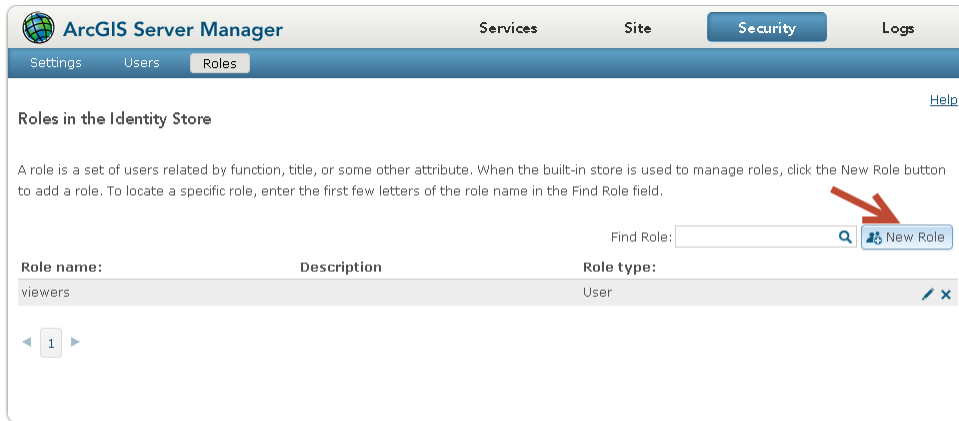 ArcGIS Server Manager Services Site Security Logs
Settings Users Roles
Help
Roles in the Identity Store
A role is a set of users related by function, title, or some other attribute. When the built-in store is used to manage roles, click the New Role button
to add a role. To locate a specific role, enter the first few letters of the role name in the Find Role field.
Find Role: New Role
Role name: Description Role type:
viewers User
1